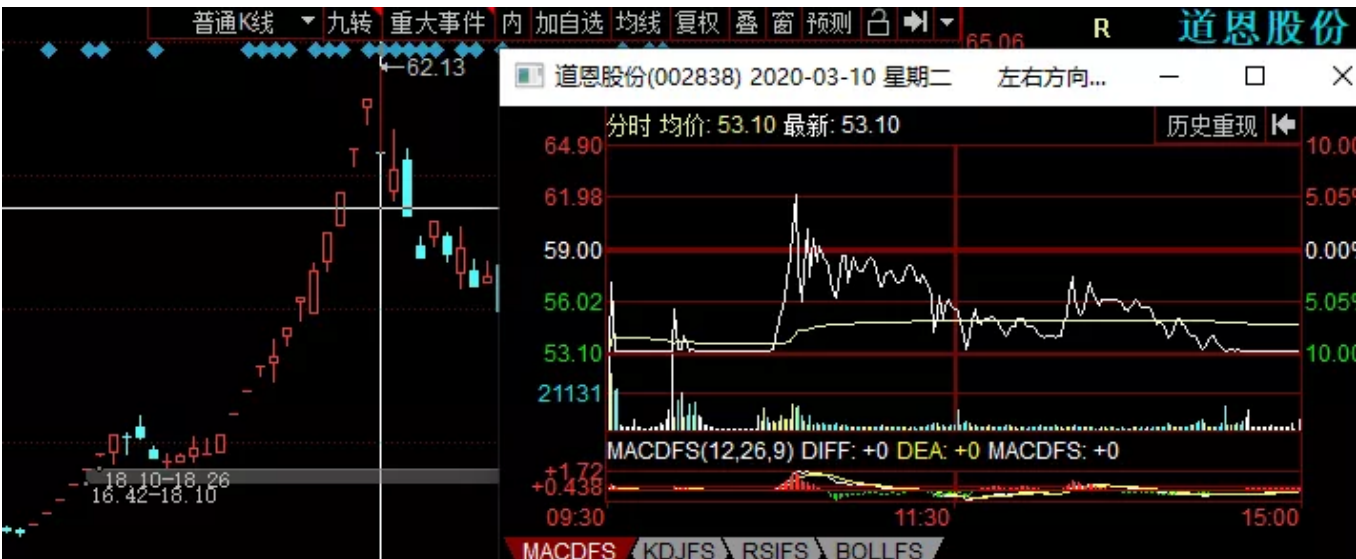 普通K线 九转 重大事件 内 加自选 均线 复权 叠 窗 预测
R 道恩股份
65.06
62.13
道恩股份(002838) 2020-03-10 星期二 左右方向...
分时 均价: 53.10 最新: 53.10 历史重现
64.90 10.00
61.98 5.05%
59.00 0.00%
56.02 5.05%
53.10 10.00
21131
MACDFS(12,26,9) DIFF: +0 DEA: +0 MACDFS: +0
+1.72
+0.438
18.10-18.26
16.42-18.10
09:30 11:30 15:00
MACDFS KDJFS RSIFS BOLLFS